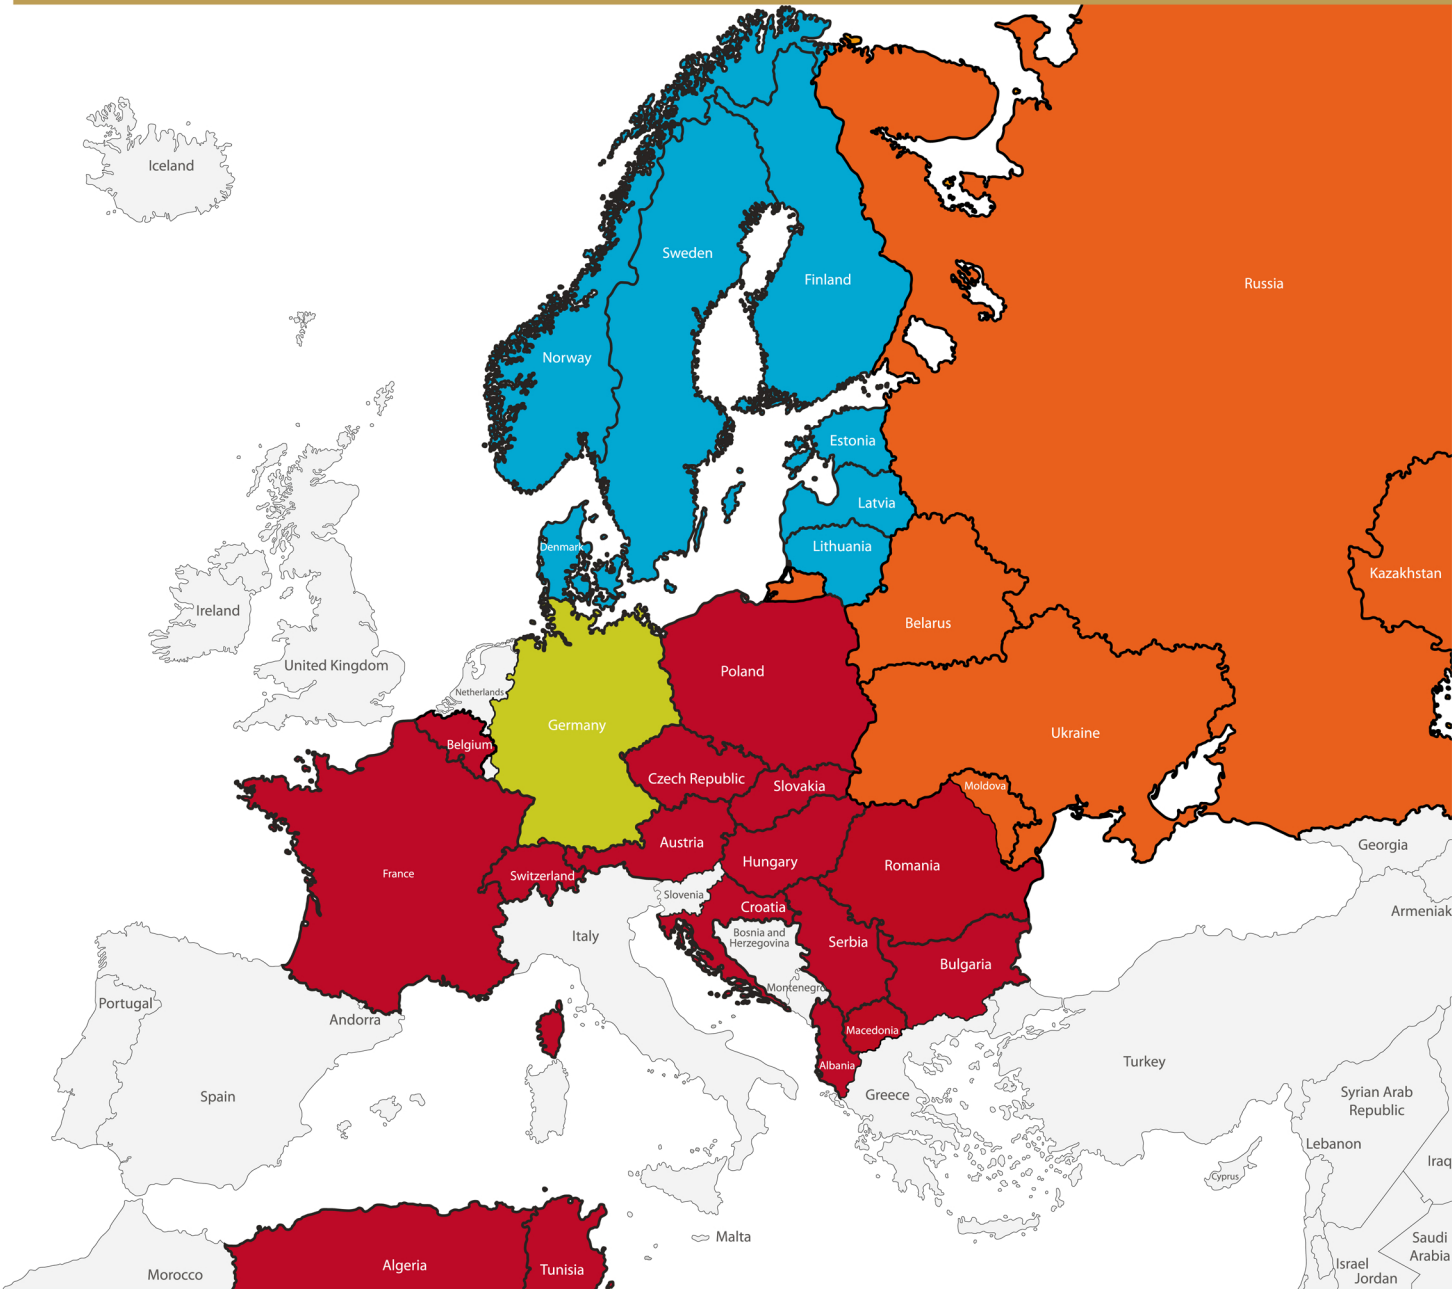 Iceland
Sweden
Finland
Russia
Norway
Estonia
Latvia
Denmark
Lithuania
Kazakhstan
Ireland
Belarus
United Kingdom
Poland
Netherlands
Germany
Ukraine
Belgium
Czech Republic
Slovakia
Moldova
Austria
Georgia
Hungary
Romania
France
Switzerland
Slovenia
Croatia
Armeniak
Italy
Bosnia and
Herzegovina
Serbia
Bulgaria
Montenegro
Portugal
Andorra
Macedonia
Turkey
Albania
Spain
Greece
Syrian Arab
Republic
Lebanon
Iraq
Cyprus
Malta
Saudi
Arabia
Algeria
Israel
Tunisia
Morocco
Jordan